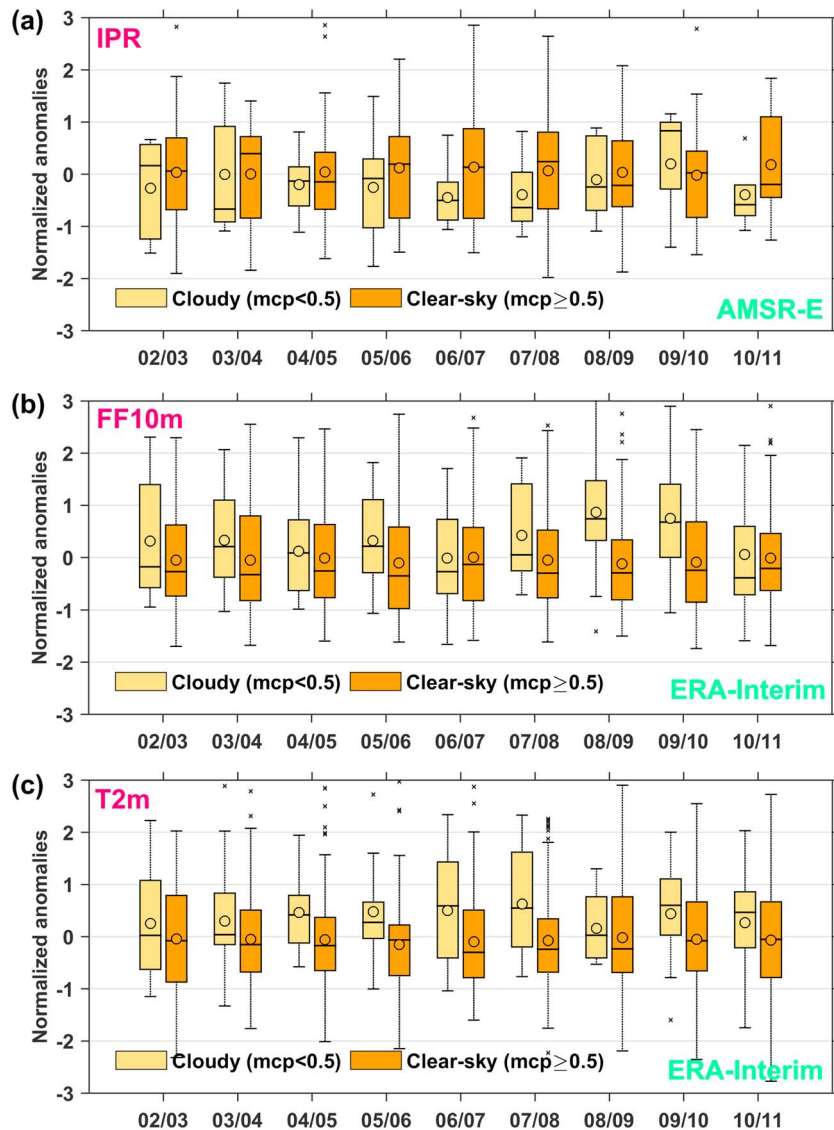 (a)
IPR
Normalized anomalies
3
2
1
0
-1
-2
-3
Cloudy (mcp<0.5) Clear-sky (mcp≥0.5)
AMSR-E
02/03 03/04 04/05 05/06 06/07 07/08 08/09 09/10 10/11
(b)
FF10m
Normalized anomalies
3
2
1
0
-1
-2
-3
Cloudy (mcp<0.5) Clear-sky (mcp≥0.5)
ERA-Interim
02/03 03/04 04/05 05/06 06/07 07/08 08/09 09/10 10/11
(c)
T2m
Normalized anomalies
3
2
1
0
-1
-2
-3
Cloudy (mcp<0.5) Clear-sky (mcp≥0.5)
ERA-Interim
02/03 03/04 04/05 05/06 06/07 07/08 08/09 09/10 10/11